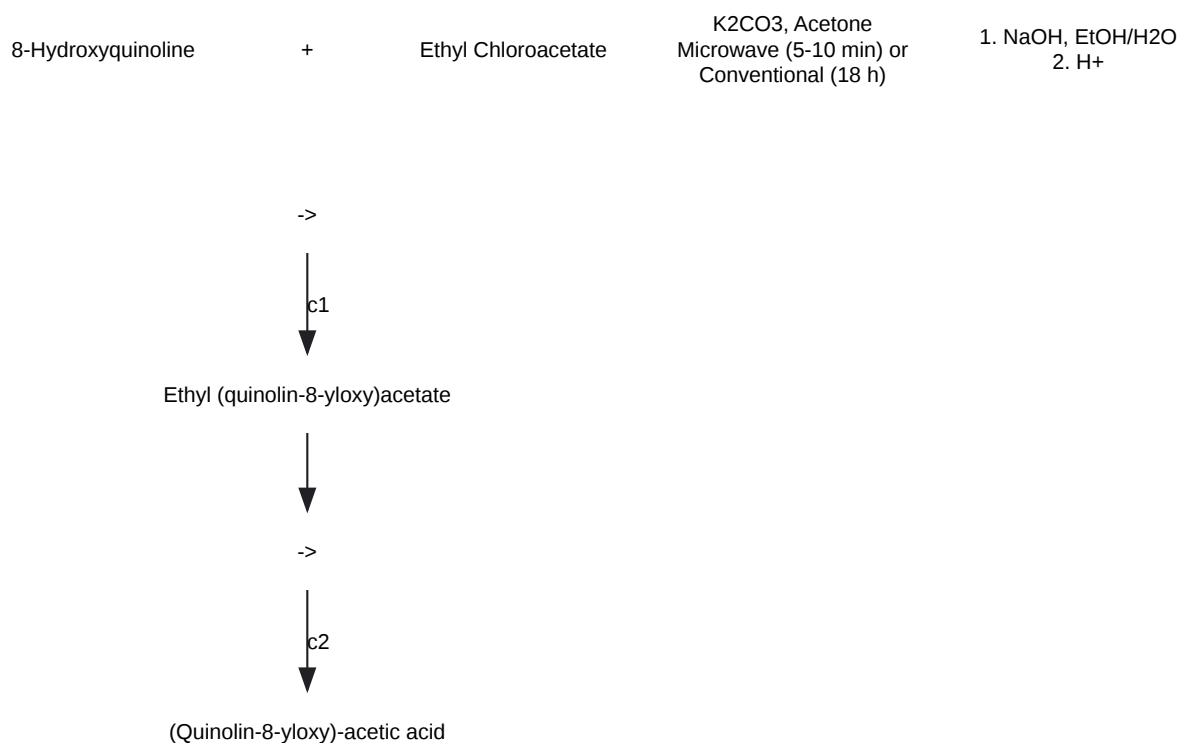 8-Hydroxyquinoline
+
Ethyl Chloroacetate
K2CO3, Acetone
Microwave (5-10 min) or
Conventional (18 h)
1. NaOH, EtOH/H2O
2. H+
->
c1
Ethyl (quinolin-8-yloxy)acetate
->
c2
(Quinolin-8-yloxy)-acetic acid